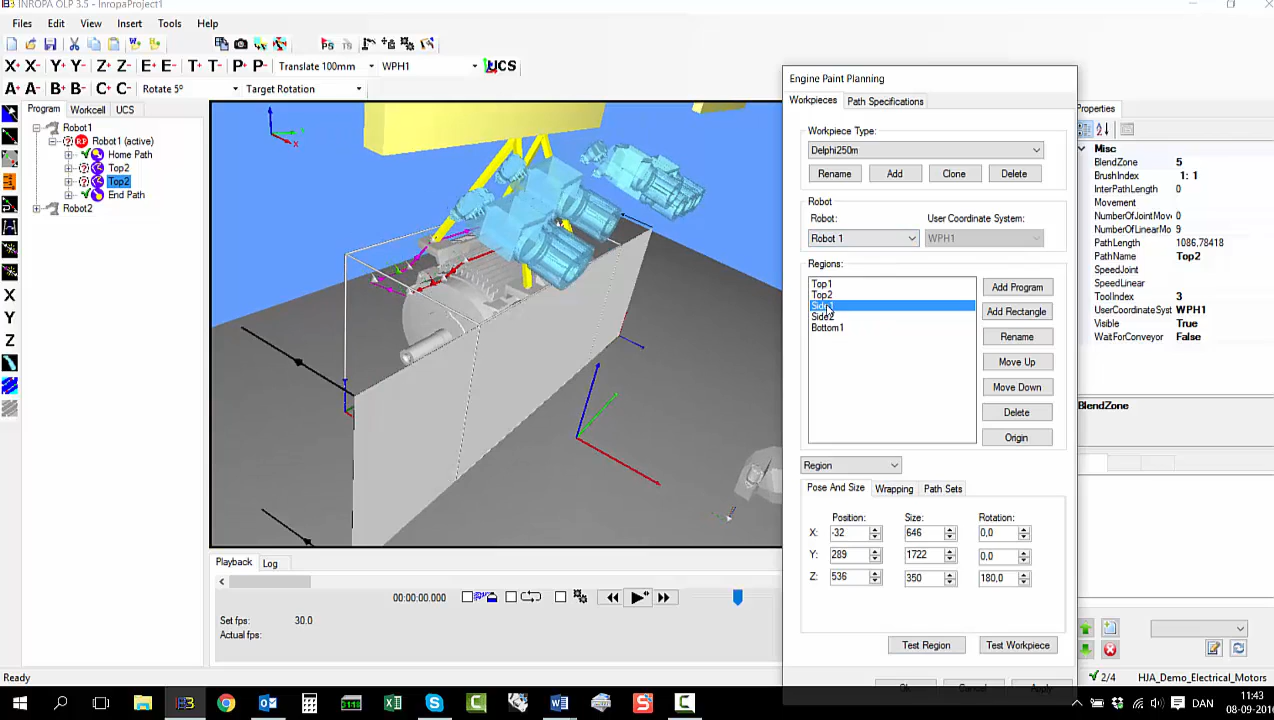 INROPA OLP 3.5 - InropaProject1
Files Edit View Insert Tools Help
X+ X- Y+ Y- Z+ Z- E+ E- T+ T- P+ P- Translate 100mm WPH1 UCS
A+ A- B+ B- C+ C- Rotate 5º Target Rotation
Program Workcell UCS
Robot1
Robot1 (active)
Home Path
Top2
Top2
End Path
Robot2
X
Y
Z
Playback Log
00:00:00.000
Set fps: 30.0
Actual fps:
Engine Paint Planning
Workpieces Path Specifications
Workpiece Type:
Delphi250m
Rename Add Clone Delete
Robot
Robot: User Coordinate System:
Robot 1 WPH1
Regions:
Top1
Top2
Side1
Side2
Bottom1
Add Program
Add Rectangle
Rename
Move Up
Move Down
Delete
Origin
Region
Pose And Size Wrapping Path Sets
Position: Size: Rotation:
X: -32 646 0,0
Y: 289 1722 0,0
Z: 536 350 180,0
Test Region Test Workpiece
Ok Cancel Apply
Properties
Misc
BlendZone 5
BrushIndex 1: 1
InterPathLength 0
Movement
NumberOfJointMov 0
NumberOfLinearM 9
PathLength 1086,78418
PathName Top2
SpeedJoint
SpeedLinear
ToolIndex 3
UserCoordinateSyst WPH1
Visible True
WaitForConveyor False
BlendZone
Ready
2/4 HJA_Demo_Electrical_Motors
DAN
11:43
08-09-2016